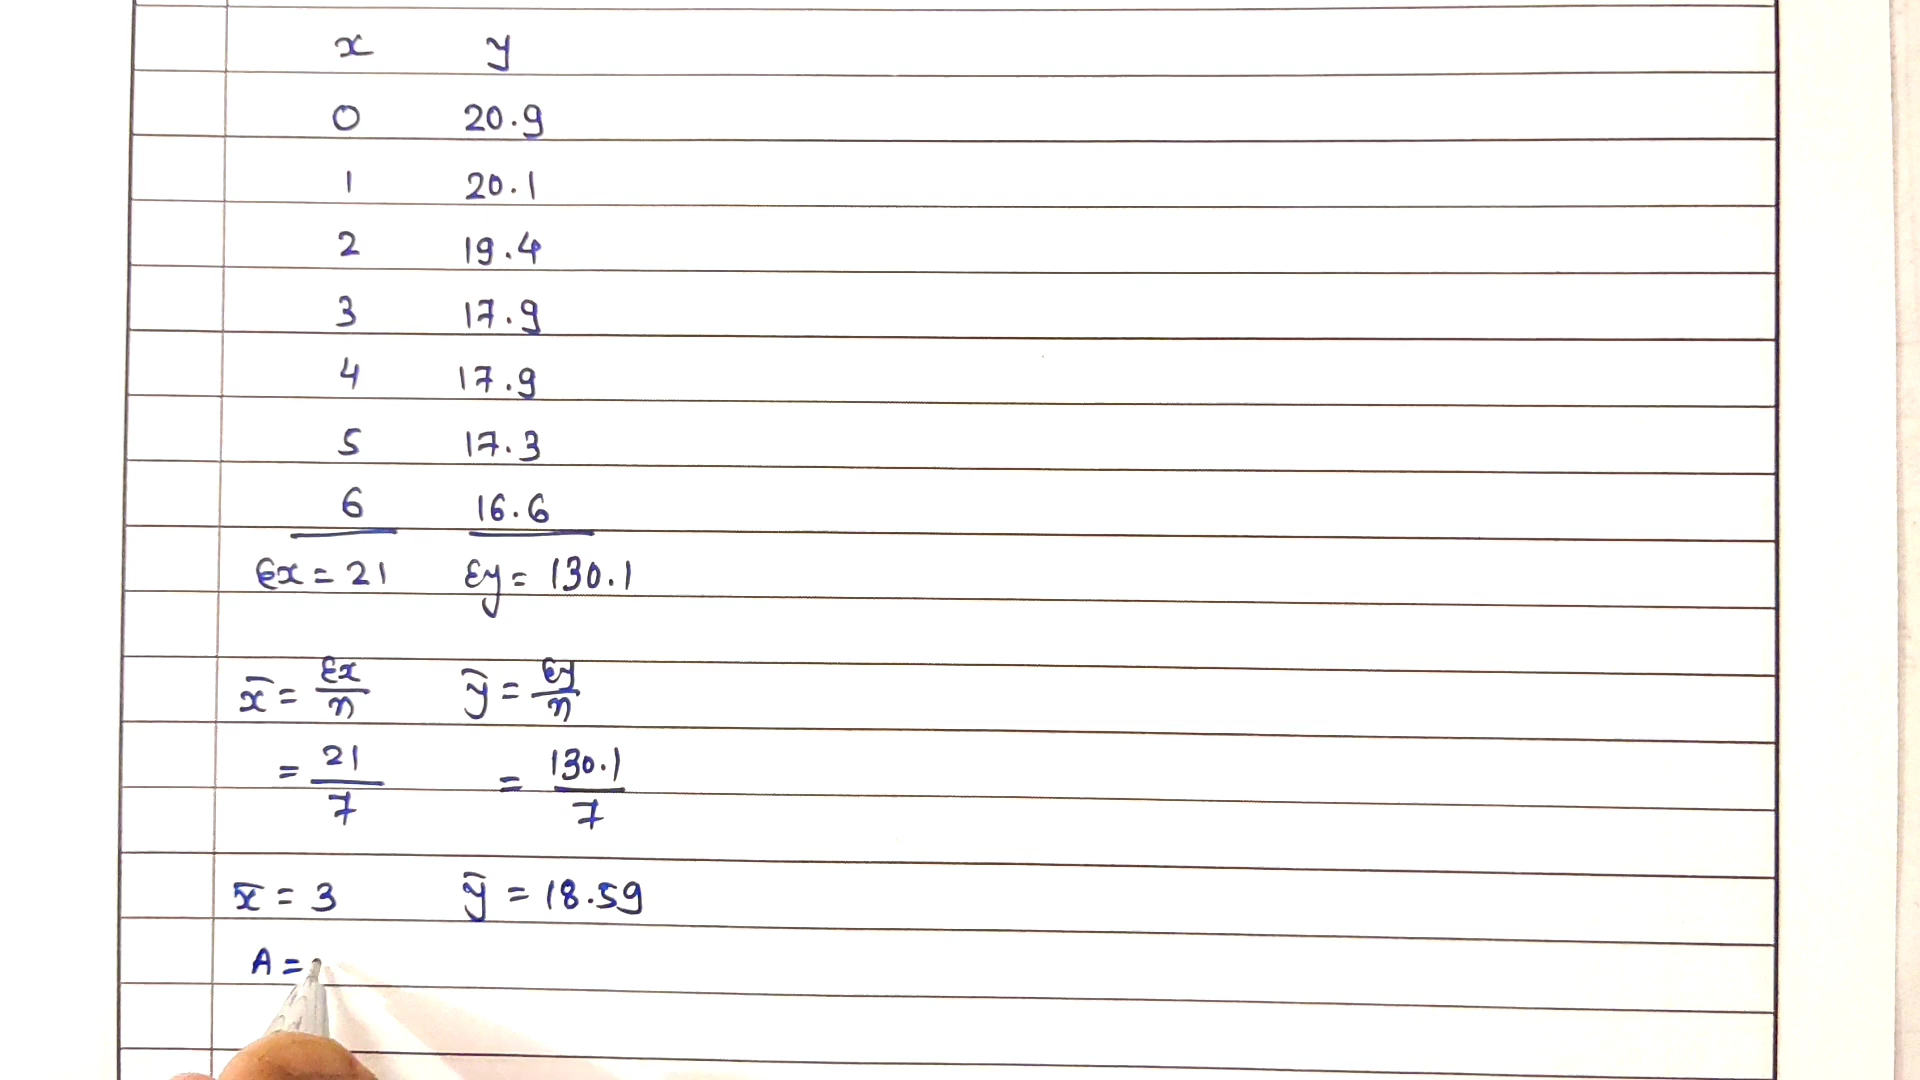 x y
0 20.9
1 20.1
2 19.4
3 17.9
4 17.9
5 17.3
6 16.6
Σx = 21 Σy = 130.1
x̄ = Σx/n ȳ = Σy/n
= 21/7 = 130.1/7
x̄ = 3 ȳ = 18.59
A =